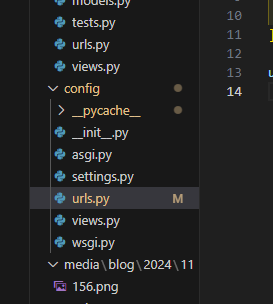 models.py
tests.py
urls.py
views.py
config
__pycache__
__init__.py
asgi.py
settings.py
urls.py M
views.py
wsgi.py
media\blog\2024\11
156.png
10
11 ]
12
13 u
14